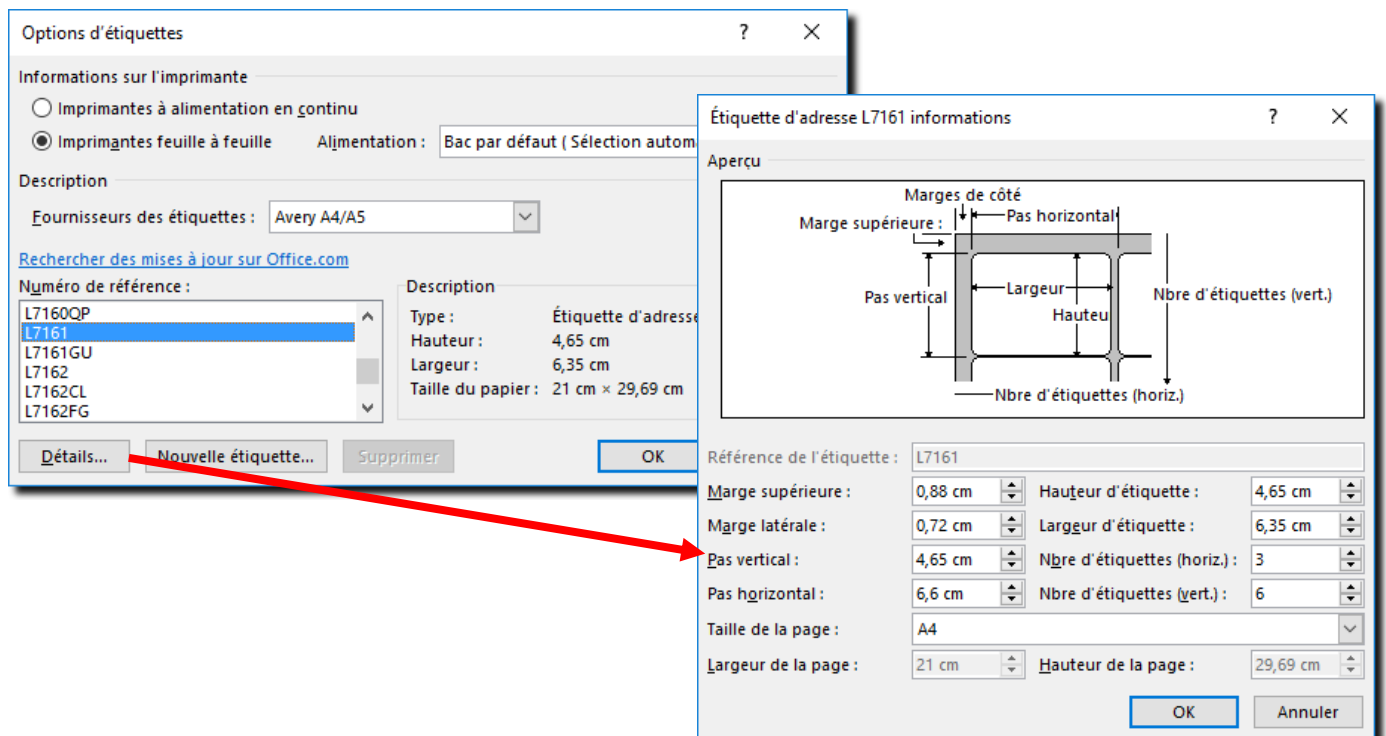 Options d'étiquettes ?
Informations sur l'imprimante
Imprimantes à alimentation en continu
Imprimantes feuille à feuille Alimentation : Bac par défaut ( Sélection autom
Description
Fournisseurs des étiquettes : Avery A4/A5
Rechercher des mises à jour sur Office.com
Numéro de référence :
L7160QP
L7161
L7161GU
L7162
L7162CL
L7162FG
Description
Type : Étiquette d'adresse
Hauteur : 4,65 cm
Largeur : 6,35 cm
Taille du papier : 21 cm × 29,69 cm
Détails... Nouvelle étiquette... Supprimer OK
Étiquette d'adresse L7161 informations ?
Aperçu
Marges de côté
Pas horizontal
Marge supérieure :
Pas vertical
Largeur
Hauteu
Nbre d'étiquettes (vert.)
Nbre d'étiquettes (horiz.)
Référence de l'étiquette : L7161
Marge supérieure : 0,88 cm Hauteur d'étiquette : 4,65 cm
Marge latérale : 0,72 cm Largeur d'étiquette : 6,35 cm
Pas vertical : 4,65 cm Nbre d'étiquettes (horiz.) : 3
Pas horizontal : 6,6 cm Nbre d'étiquettes (vert.) : 6
Taille de la page : A4
Largeur de la page : 21 cm Hauteur de la page : 29,69 cm
OK Annuler